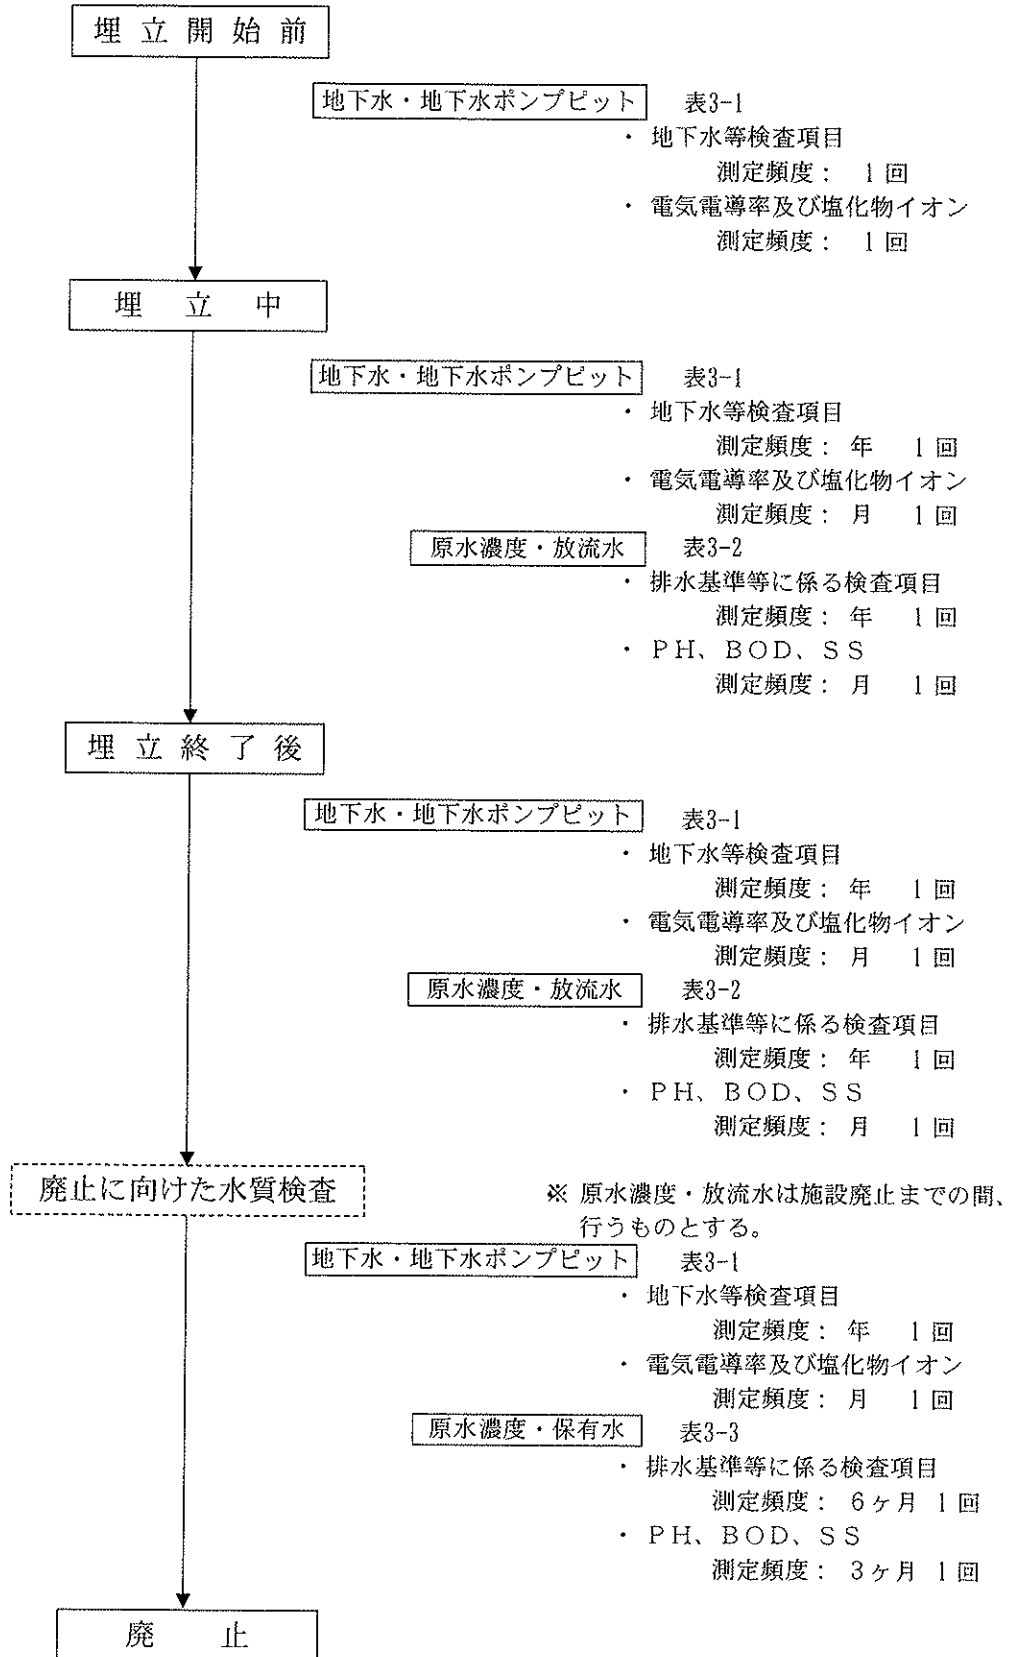 埋立開始前
地下水・地下水ポンプピット 表3-1
・ 地下水等検査項目
測定頻度： 1回
・ 電気電導率及び塩化物イオン
測定頻度： 1回
埋立中
地下水・地下水ポンプピット 表3-1
・ 地下水等検査項目
測定頻度： 年 1回
・ 電気電導率及び塩化物イオン
測定頻度： 月 1回
原水濃度・放流水 表3-2
・ 排水基準等に係る検査項目
測定頻度： 年 1回
・ PH、BOD、SS
測定頻度： 月 1回
埋立終了後
地下水・地下水ポンプピット 表3-1
・ 地下水等検査項目
測定頻度： 年 1回
・ 電気電導率及び塩化物イオン
測定頻度： 月 1回
原水濃度・放流水 表3-2
・ 排水基準等に係る検査項目
測定頻度： 年 1回
・ PH、BOD、SS
測定頻度： 月 1回
廃止に向けた水質検査
※ 原水濃度・放流水は施設廃止までの間、
行うものとする。
地下水・地下水ポンプピット 表3-1
・ 地下水等検査項目
測定頻度： 年 1回
・ 電気電導率及び塩化物イオン
測定頻度： 月 1回
原水濃度・保有水 表3-3
・ 排水基準等に係る検査項目
測定頻度： 6ヶ月 1回
・ PH、BOD、SS
測定頻度： 3ヶ月 1回
廃止